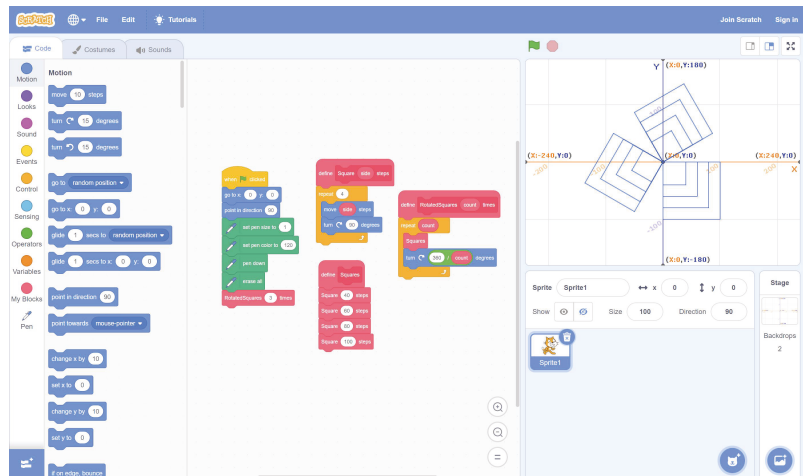 SCRATCH File Edit Tutorials Join Scratch Sign in
Code Costumes Sounds
Motion
Looks
Sound
Events
Control
Sensing
Operators
Variables
My Blocks
Pen
Motion
move 10 steps
turn 15 degrees
turn 15 degrees
go to random position
go to x: 0 y: 0
glide 1 secs to random position
glide 1 secs to x: 0 y: 0
point in direction 90
point towards mouse-pointer
change x by 10
set x to 0
change y by 10
set y to 0
if on edge, bounce
when clicked
go to x: 0 y: 0
point in direction 90
set pen size to 1
set pen color to 120
pen down
erase all
RotatedSquares 3 times
define Square side steps
repeat 4
move side steps
turn 90 degrees
define Squares
Square 40 steps
Square 60 steps
Square 80 steps
Square 100 steps
define RotatedSquares count times
repeat count
Squares
turn 360 / count degrees
Y (X:0,Y:180)
(X:-240,Y:0) (X:0,Y:0) (X:240,Y:0)
X
100
-200 -100 100 200
-100
(X:0,Y:-180)
Sprite Sprite1 x 0 y 0
Show Size 100 Direction 90
Sprite1
Stage
Backdrops
2